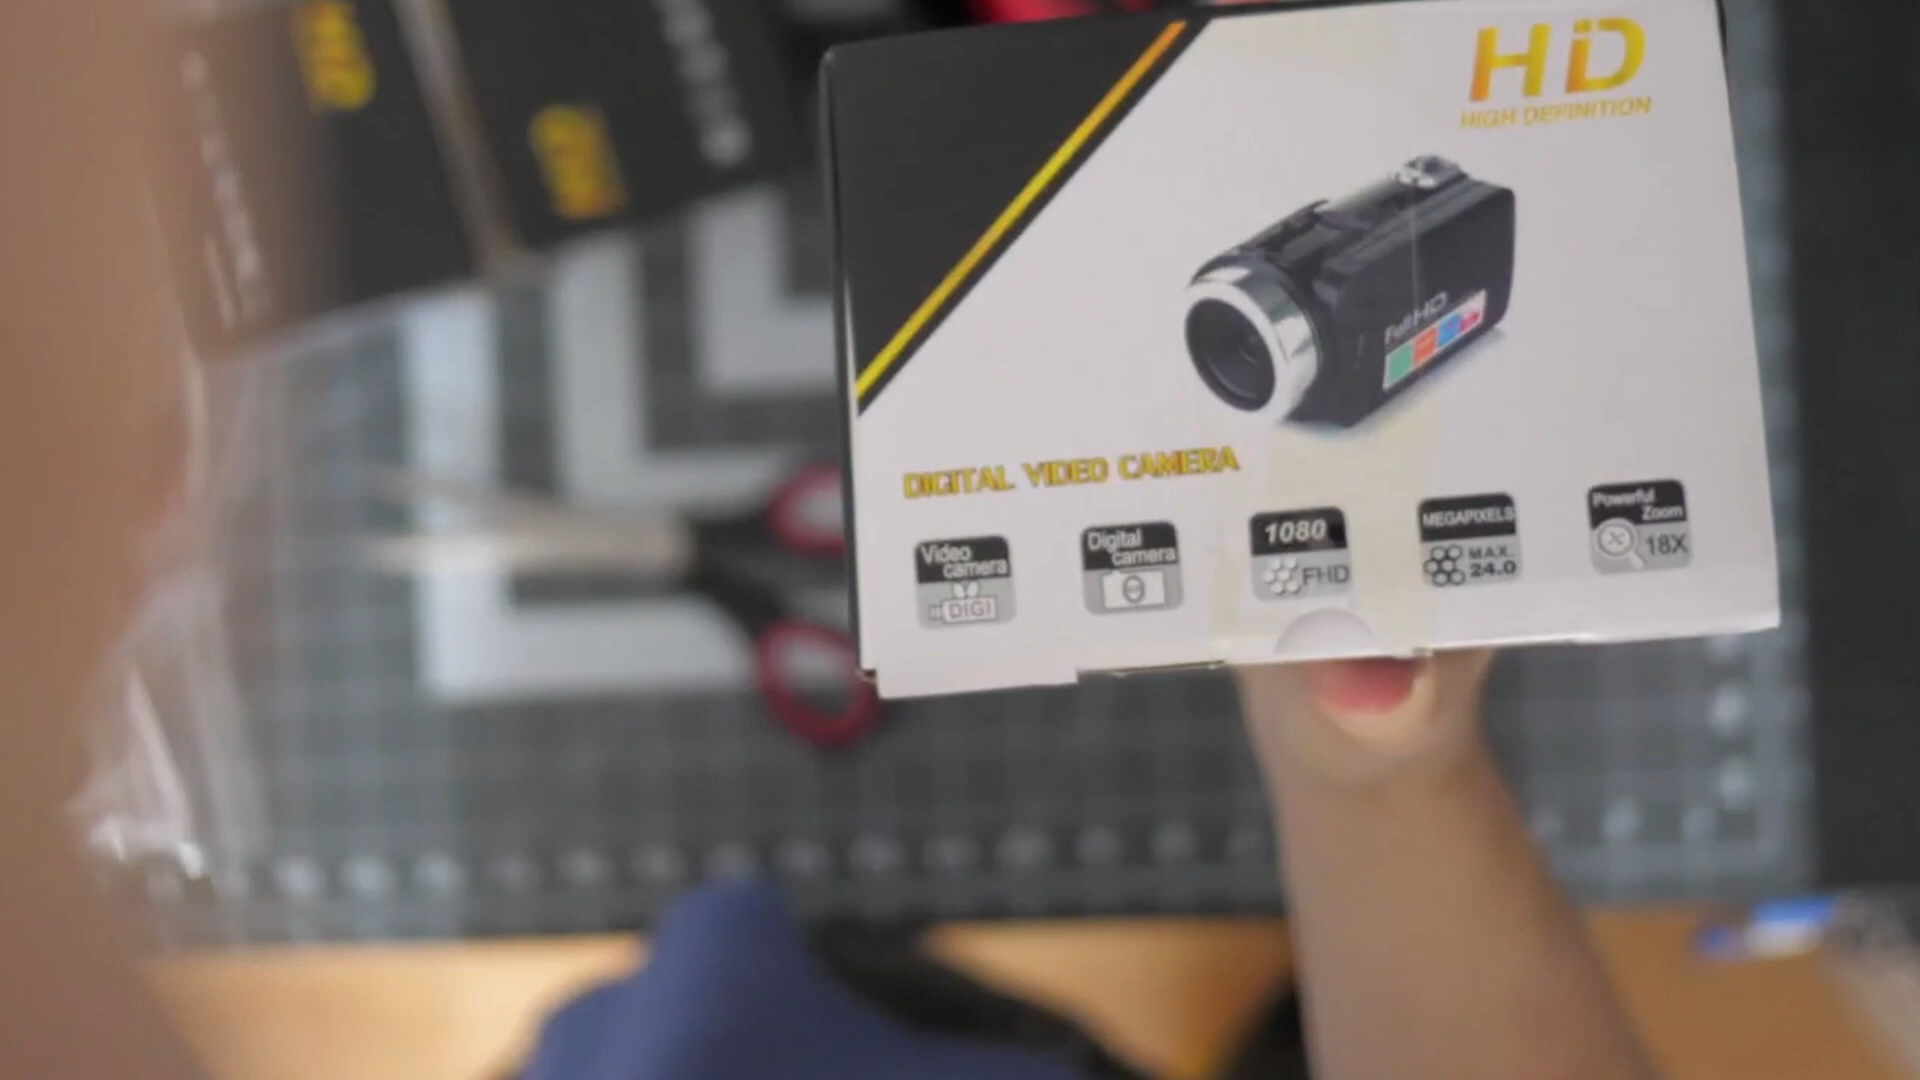 HD
HIGH DEFINITION
Full HD
DIGITAL VIDEO CAMERA
Video
camera
DIGI
Digital
camera
1080
FHD
MEGAPIXELS
MAX.
24.0
Powerful
Zoom
18X